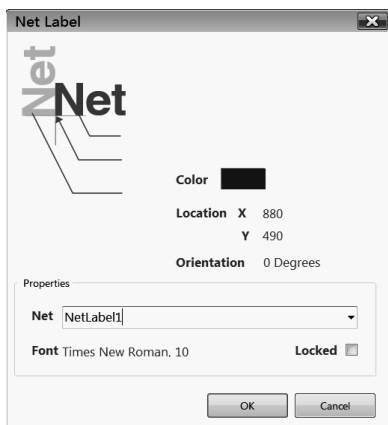 Net Label
Net
Net
Color
Location X 880
Y 490
Orientation 0 Degrees
Properties
Net NetLabel1
Font Times New Roman, 10 Locked
OK Cancel